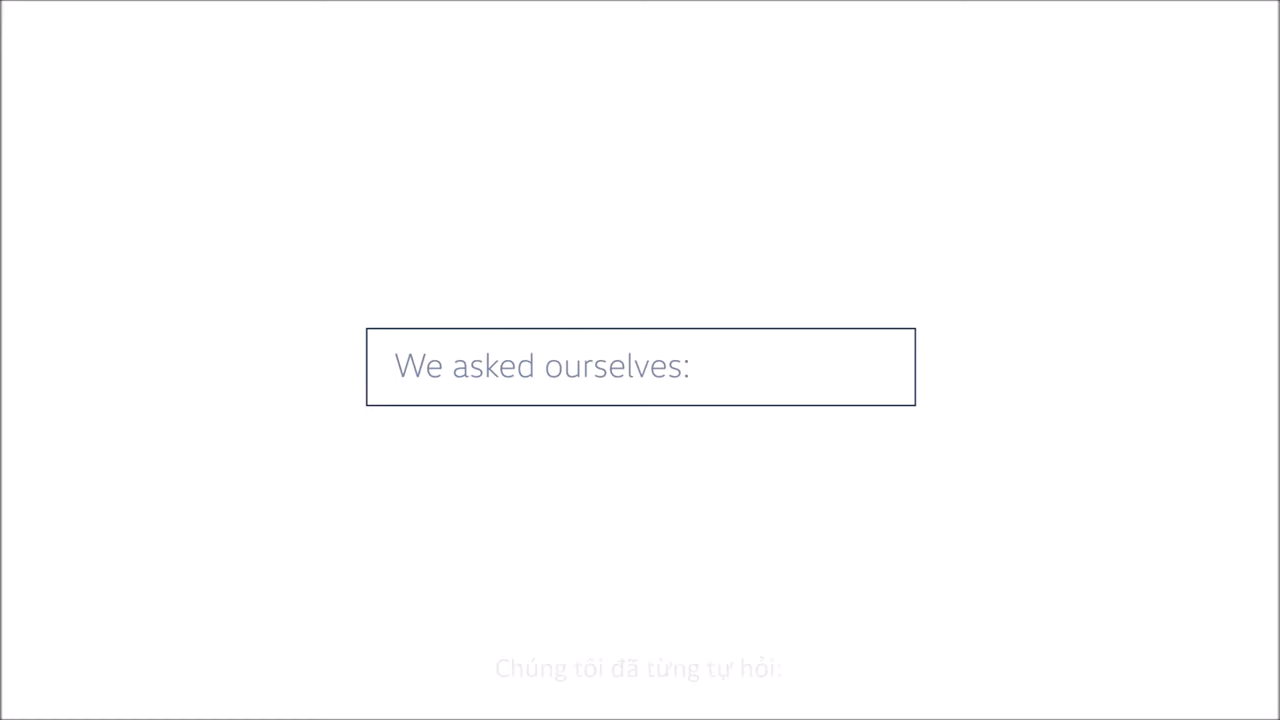 We asked ourselves:
Chúng tôi đã từng tự hỏi: